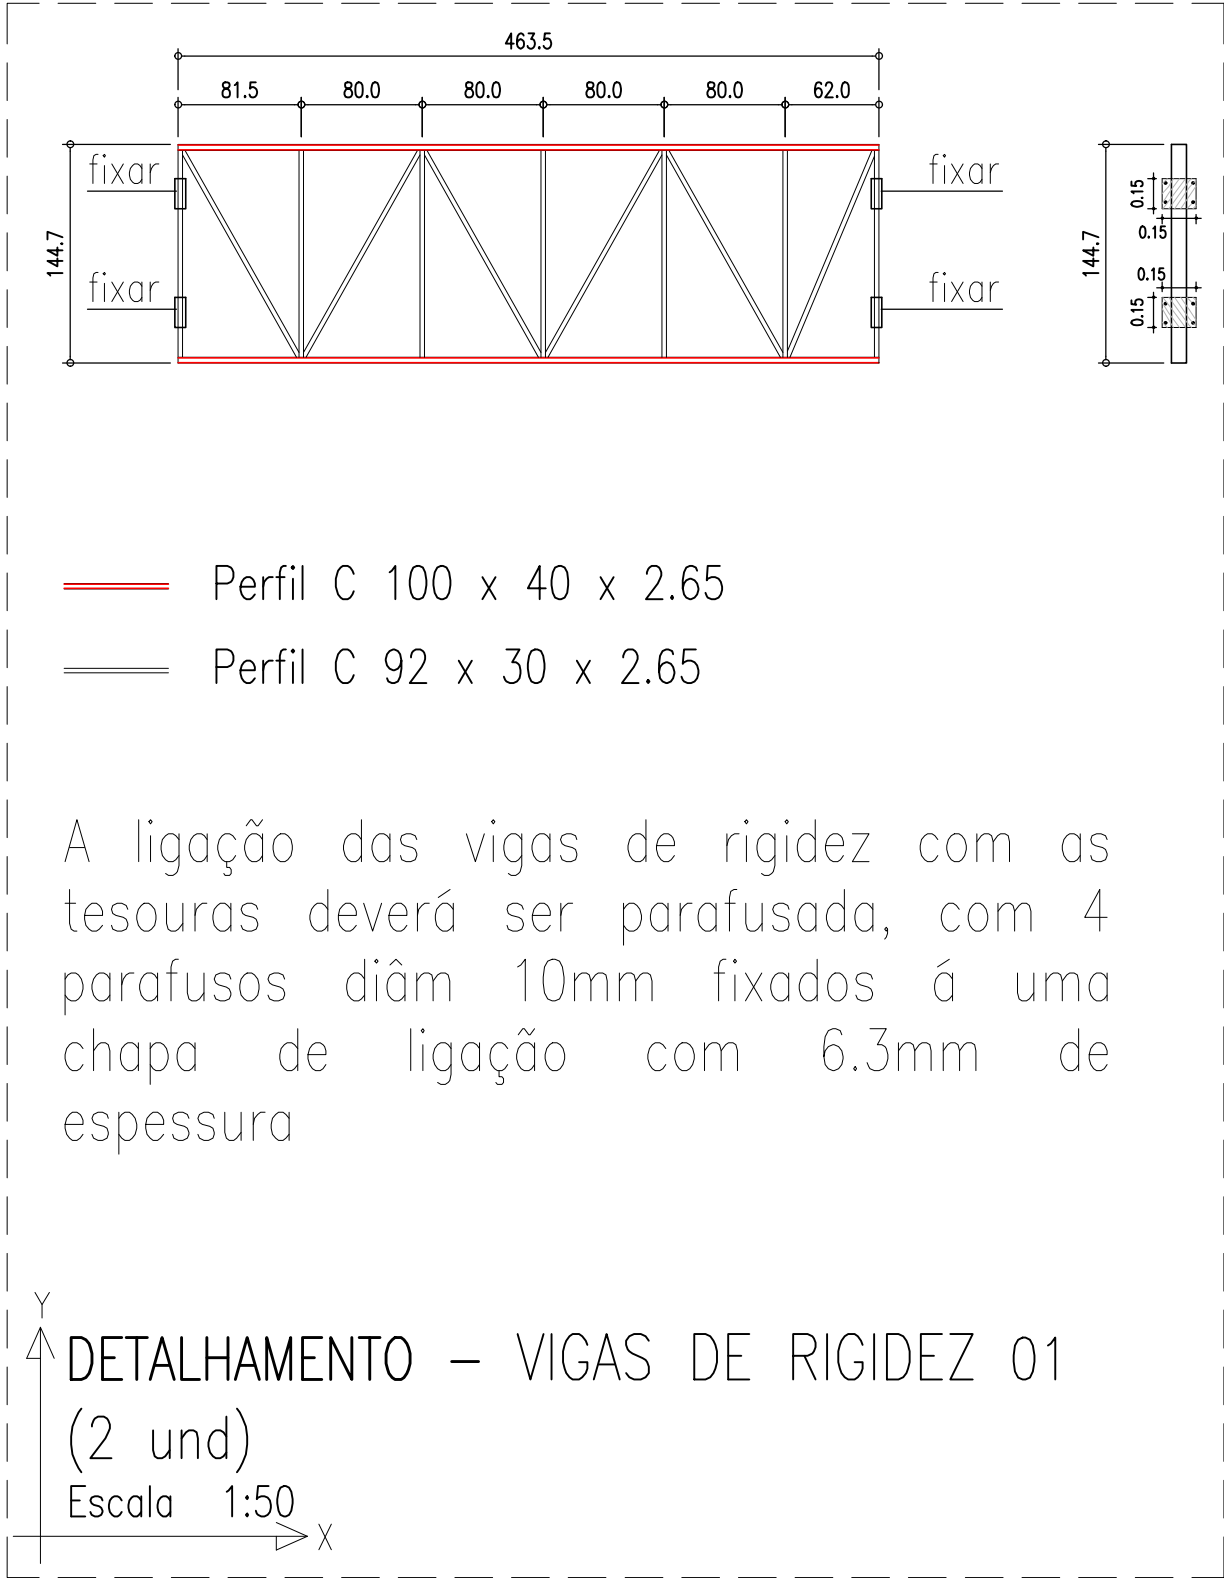 463.5
81.5 80.0 80.0 80.0 80.0 62.0
fixar fixar
144.7
fixar fixar
0.15
0.15
144.7
0.15
0.15
Perfil C 100 x 40 x 2.65
Perfil C 92 x 30 x 2.65
A ligação das vigas de rigidez com as
tesouras deverá ser parafusada, com 4
parafusos diâm 10mm fixados á uma
chapa de ligação com 6.3mm de
espessura
Y
DETALHAMENTO - VIGAS DE RIGIDEZ 01
(2 und)
Escala 1:50
X